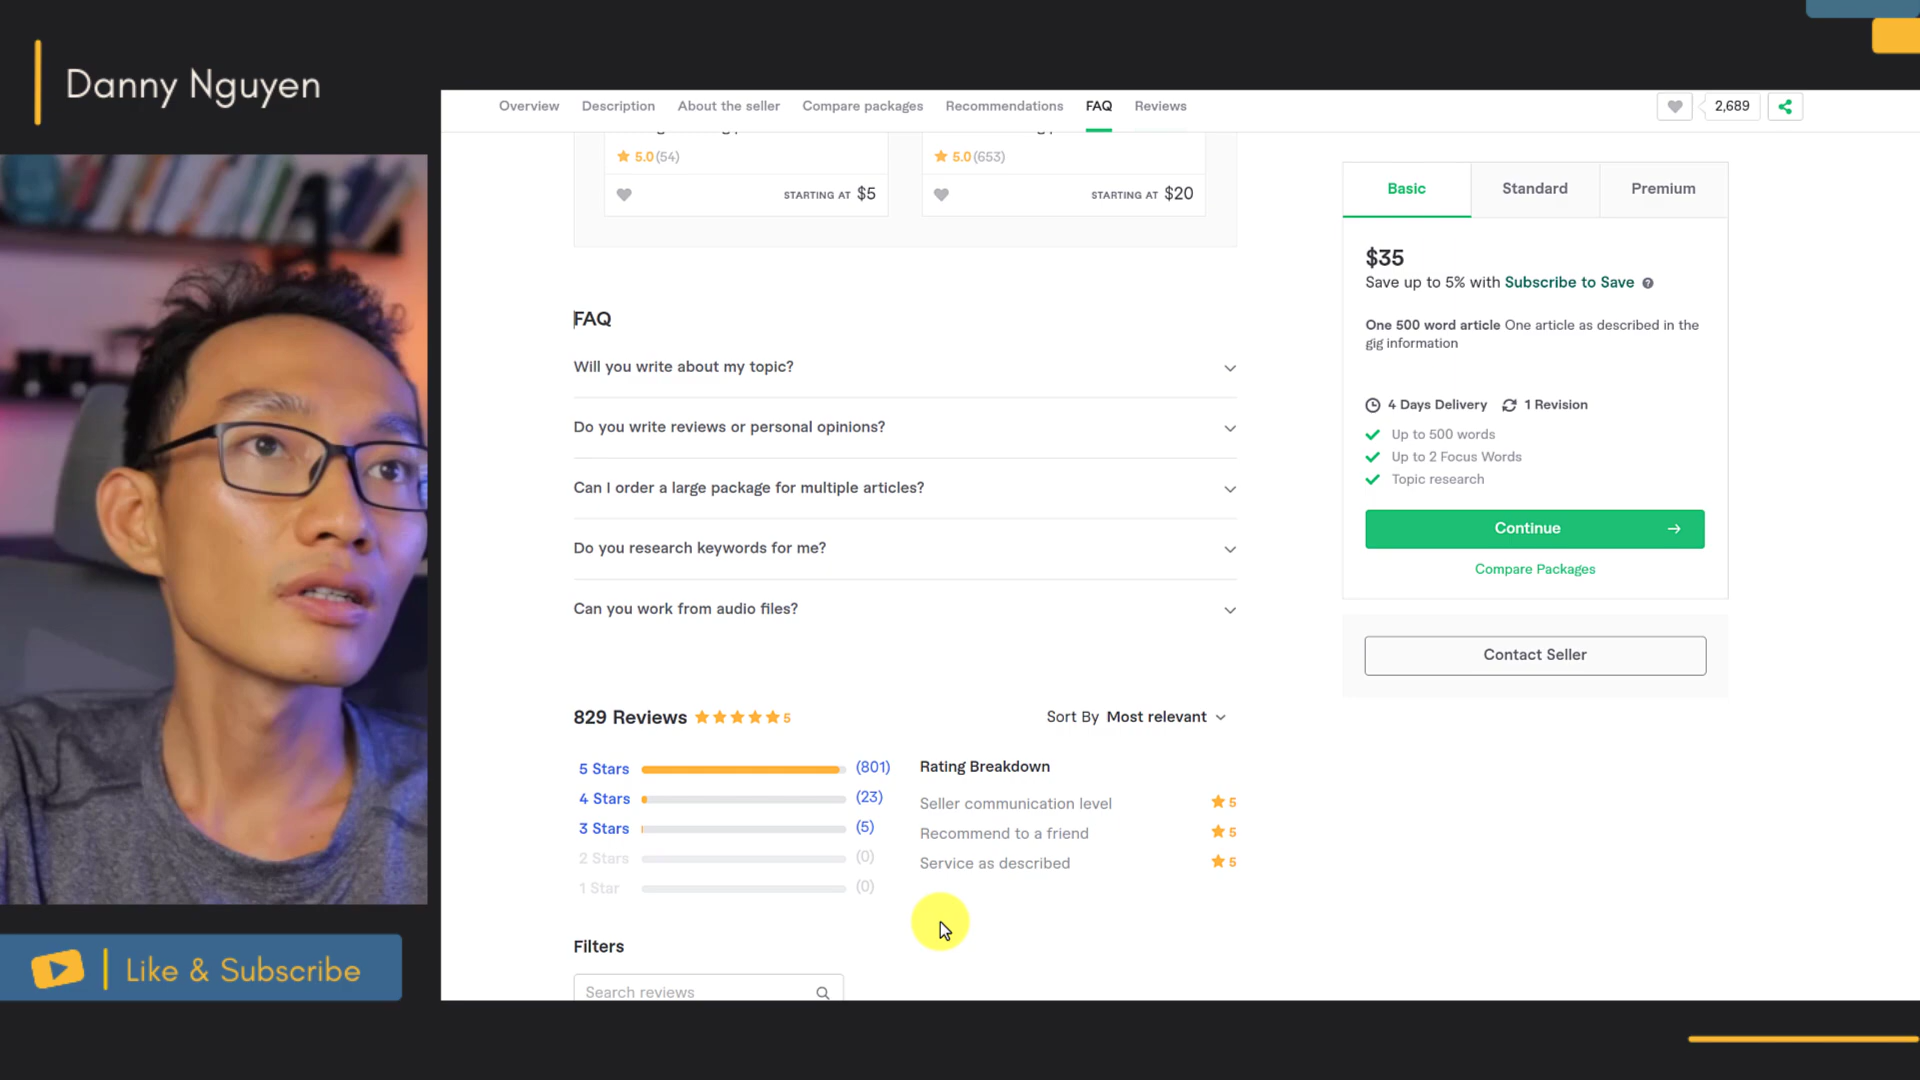 Danny Nguyen
Overview Description About the seller Compare packages Recommendations FAQ Reviews
2,689
5.0 (54)
5.0 (653)
STARTING AT $5
STARTING AT $20
Basic Standard Premium
$35
Save up to 5% with Subscribe to Save
One 500 word article One article as described in the
gig information
4 Days Delivery 1 Revision
Up to 500 words
Up to 2 Focus Words
Topic research
Continue
Compare Packages
Contact Seller
FAQ
Will you write about my topic?
Do you write reviews or personal opinions?
Can I order a large package for multiple articles?
Do you research keywords for me?
Can you work from audio files?
829 Reviews 5
Sort By Most relevant
5 Stars (801)
4 Stars (23)
3 Stars (5)
2 Stars (0)
1 Star (0)
Rating Breakdown
Seller communication level 5
Recommend to a friend 5
Service as described 5
Filters
Search reviews
Like & Subscribe